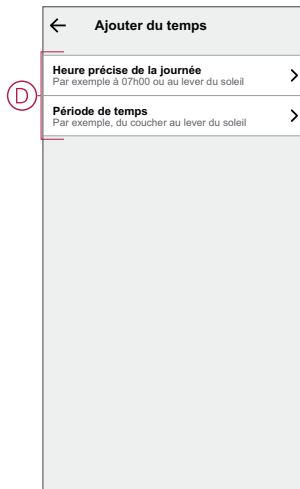 Ajouter du temps
Heure précise de la journée
Par exemple à 07h00 ou au lever du soleil
D
Période de temps
Par exemple, du coucher au lever du soleil